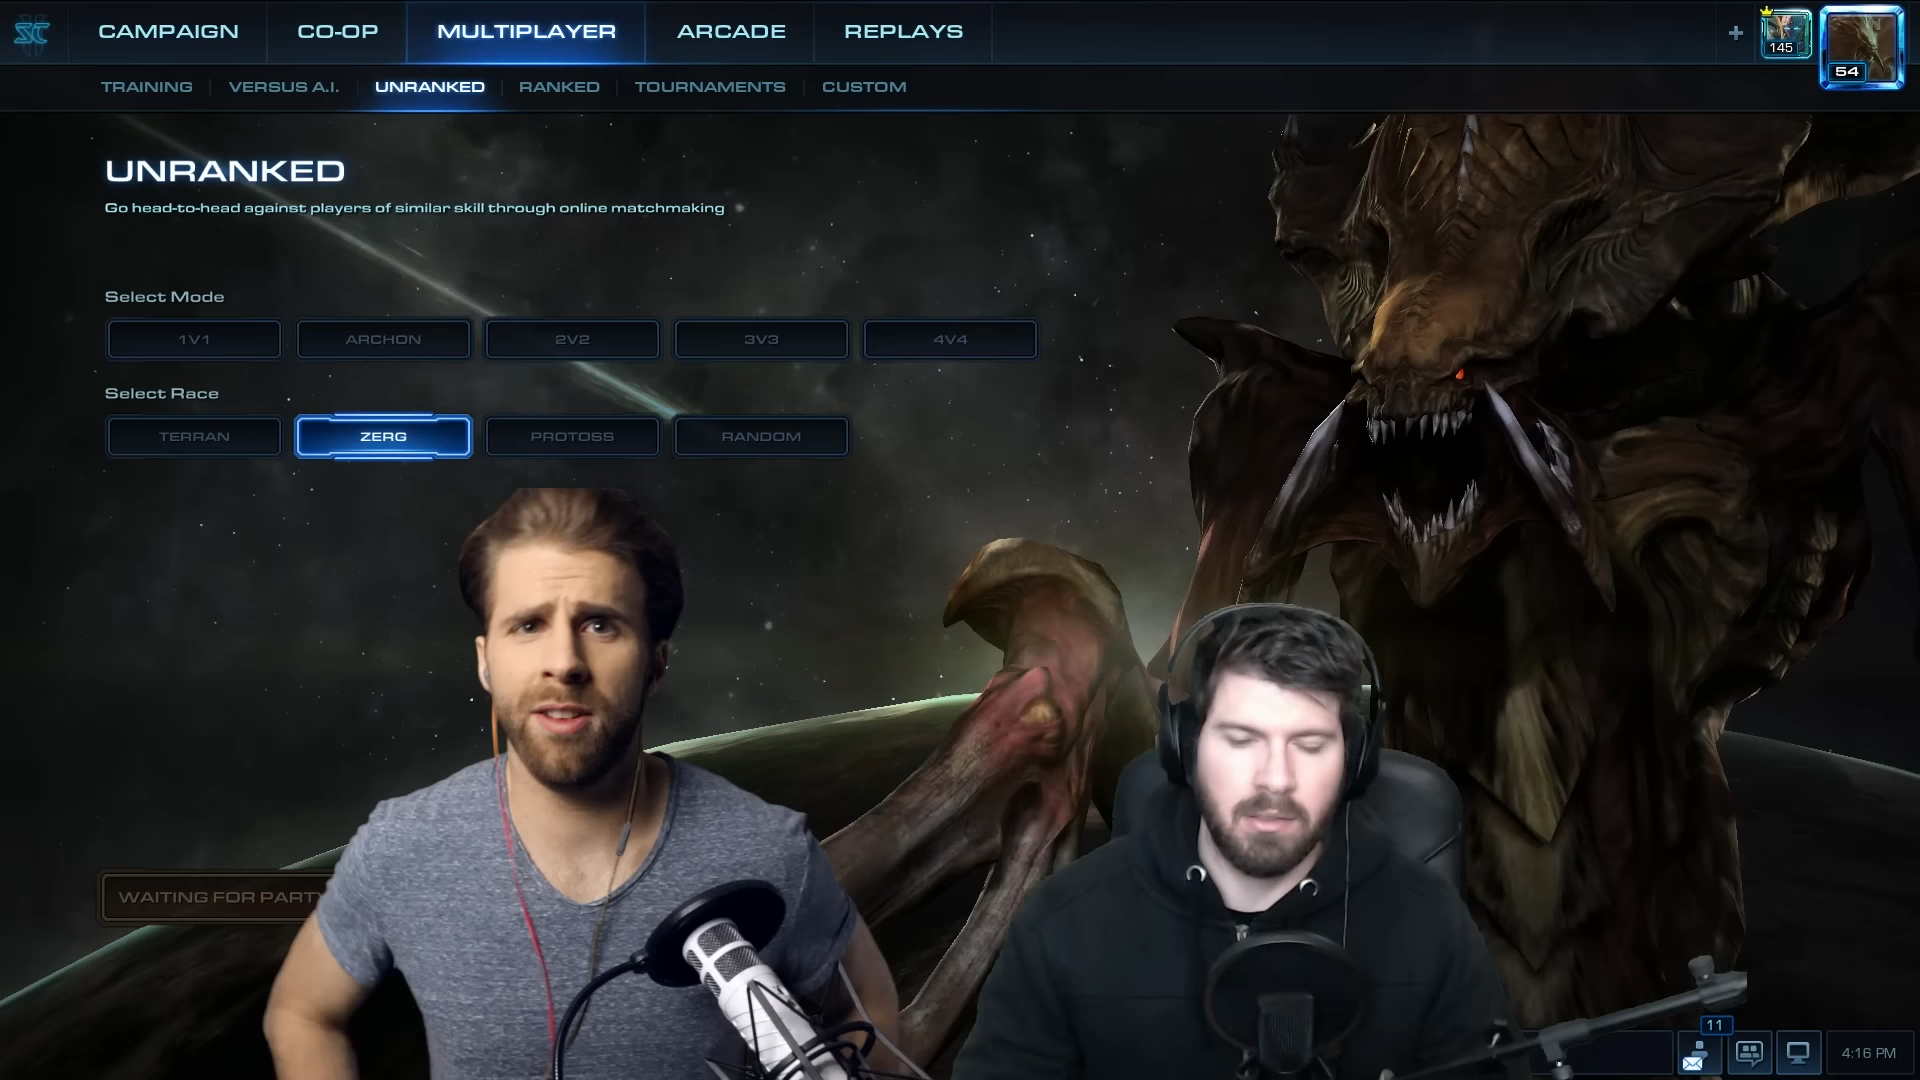 CAMPAIGN CO-OP MULTIPLAYER ARCADE REPLAYS
145
54
TRAINING VERSUS A.I. UNRANKED RANKED TOURNAMENTS CUSTOM
UNRANKED
Go head-to-head against players of similar skill through online matchmaking
Select Mode
1V1 ARCHON 2V2 3V3 4V4
Select Race
TERRAN ZERG PROTOSS RANDOM
WAITING FOR PARTY
11
4:16 PM